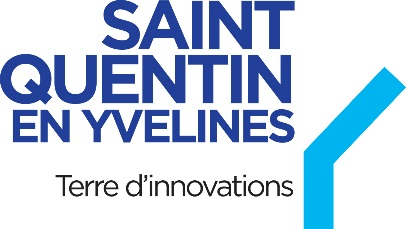 SAINT
QUENTIN
EN YVELINES
Terre d'innovations